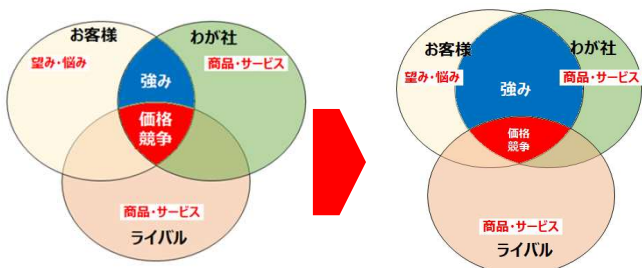 お客様
わが社
望み・悩み
商品・サービス
強み
価格
競争
商品・サービス
ライバル
お客様
わが社
望み・悩み
商品・サービス
強み
価格
競争
商品・サービス
ライバル